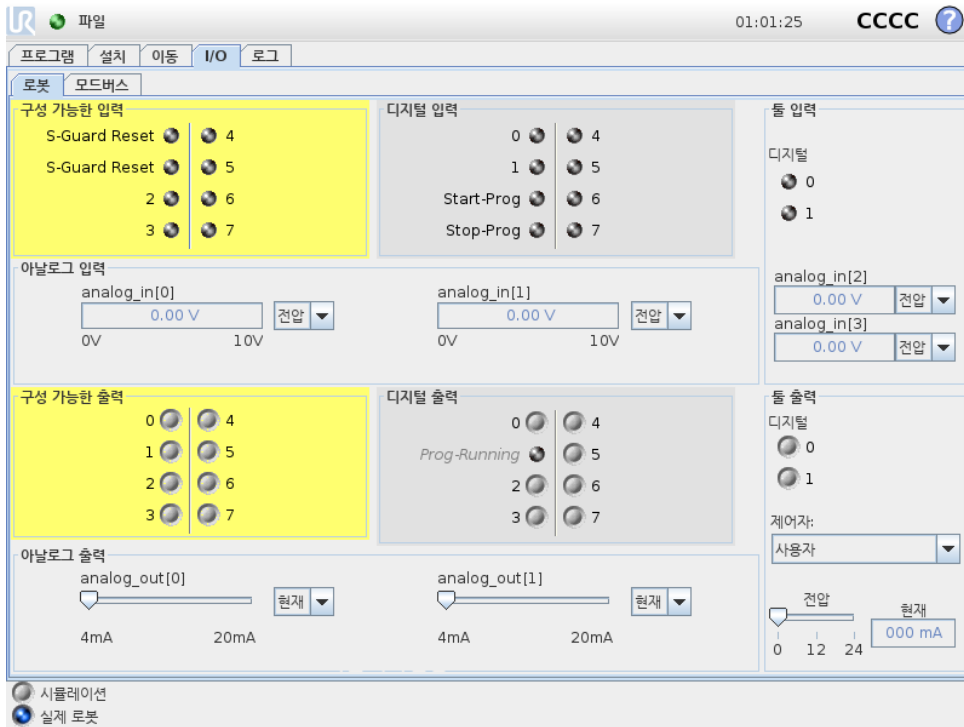 UR 파일 01:01:25 CCCC ?
프로그램 설치 이동 I/O 로그
로봇 모드버스
구성 가능한 입력
S-Guard Reset 4
S-Guard Reset 5
2 6
3 7
디지털 입력
0 4
1 5
Start-Prog 6
Stop-Prog 7
툴 입력
디지털
0
1
analog_in[2]
0.00 V 전압
analog_in[3]
0.00 V 전압
아날로그 입력
analog_in[0]
0.00 V 전압
0V 10V
analog_in[1]
0.00 V 전압
0V 10V
구성 가능한 출력
0 4
1 5
2 6
3 7
디지털 출력
0 4
Prog-Running 5
2 6
3 7
툴 출력
디지털
0
1
제어자:
사용자
전압
0 12 24
현재
000 mA
아날로그 출력
analog_out[0]
현재
4mA 20mA
analog_out[1]
현재
4mA 20mA
시뮬레이션
실제 로봇